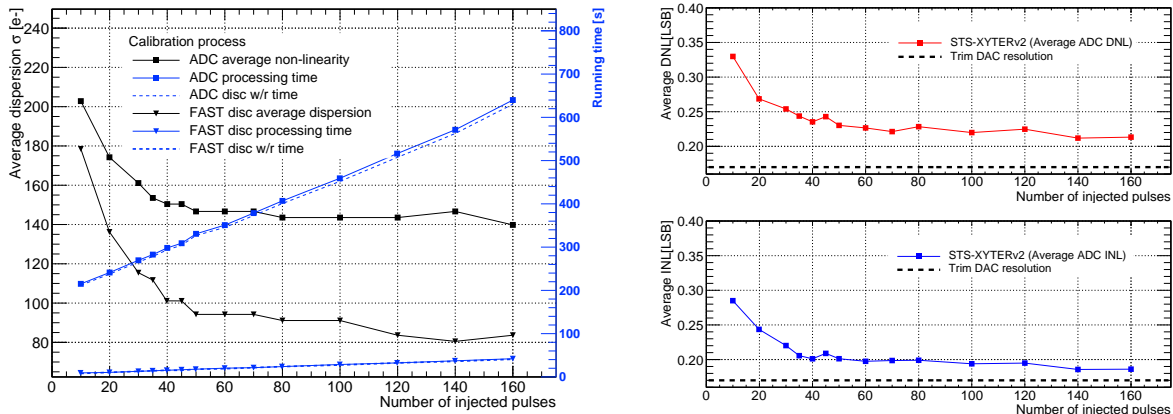 Average dispersion σ [e-]
240
220
200
180
160
140
120
100
80
0 20 40 60 80 100 120 140 160
Number of injected pulses
Calibration process
ADC average non-linearity
ADC processing time
ADC disc w/r time
FAST disc average dispersion
FAST disc processing time
FAST disc w/r time
800
700
600
500
400
300
200
100
0
Running time [s]
Average DNL[LSB]
0.40
0.35
0.30
0.25
0.20
STS-XYTERv2 (Average ADC DNL)
Trim DAC resolution
0 20 40 60 80 100 120 140 160
Number of injected pulses
Average INL[LSB]
0.40
0.35
0.30
0.25
0.20
STS-XYTERv2 (Average ADC INL)
Trim DAC resolution
0 20 40 60 80 100 120 140 160
Number of injected pulses